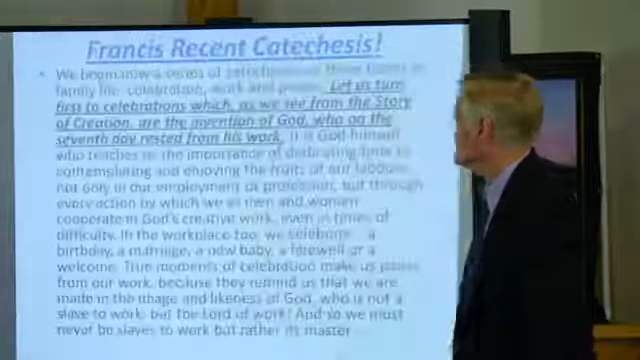 Francis Recent Catechesis!
• We begin now a series of catecheses on three facets of
family life: celebration, work and prayer. Let us turn
first to celebrations which, as we see from the Story
of Creation, are the invention of God, who on the
seventh day rested from his work. It is God himself
who teaches us the importance of dedicating time to
contemplating and enjoying the fruits of our labours,
not only in our employment or profession, but through
every action by which we as men and women
cooperate in God's creative work, even in times of
difficulty. In the workplace too, we celebrate – a
birthday, a marriage, a new baby, a farewell or a
welcome. True moments of celebration make us pause
from our work, because they remind us that we are
made in the image and likeness of God, who is not a
slave to work, but the Lord of work! And so we must
never be slaves to work but rather its master